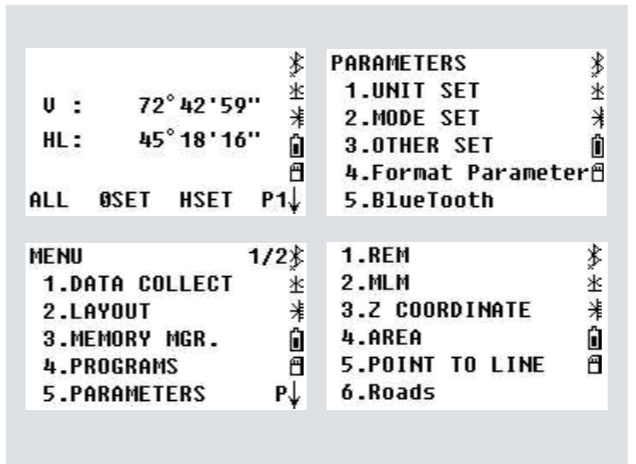 V : 72°42'59"
HL: 45°18'16"
ALL 0SET HSET P1↓
PARAMETERS
1.UNIT SET
2.MODE SET
3.OTHER SET
4.Format Parameter
5.BlueTooth
MENU 1/2
1.DATA COLLECT
2.LAYOUT
3.MEMORY MGR.
4.PROGRAMS
5.PARAMETERS P↓
1.REM
2.MLM
3.Z COORDINATE
4.AREA
5.POINT TO LINE
6.Roads